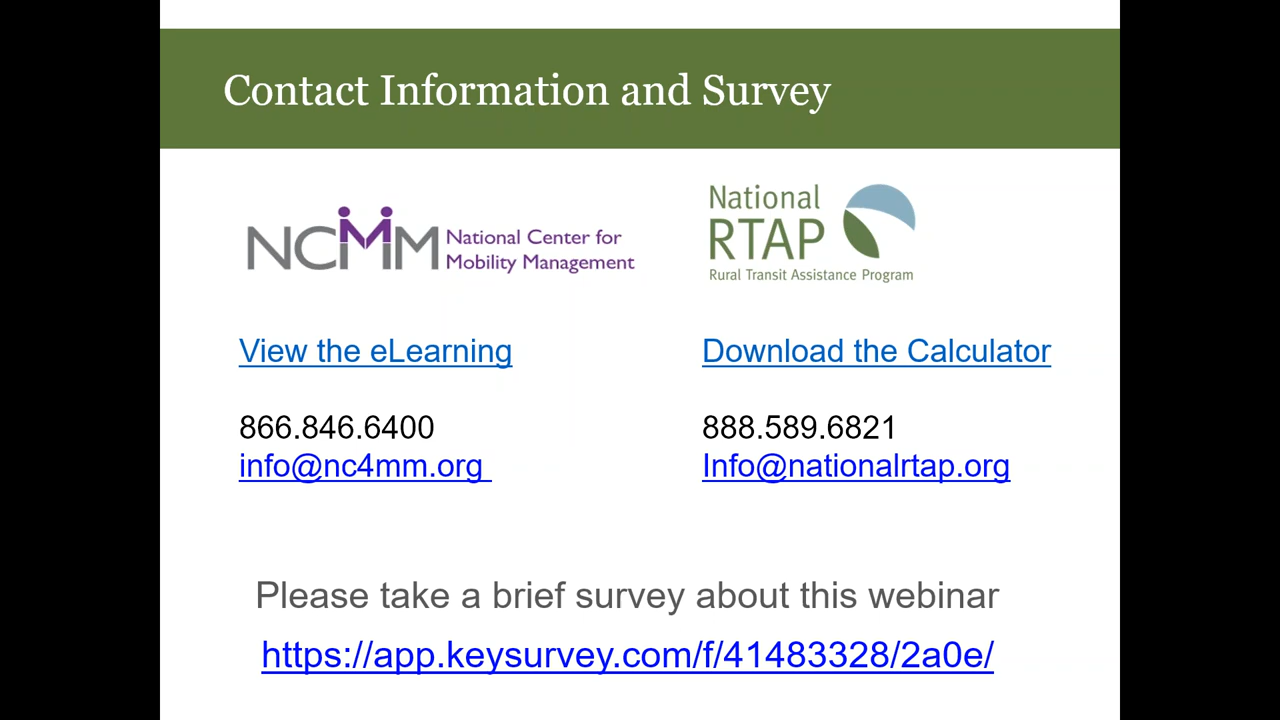 Contact Information and Survey
NCMM National Center for
Mobility Management
National
RTAP
Rural Transit Assistance Program
View the eLearning
Download the Calculator
866.846.6400
info@nc4mm.org
888.589.6821
Info@nationalrtap.org
Please take a brief survey about this webinar
https://app.keysurvey.com/f/41483328/2a0e/